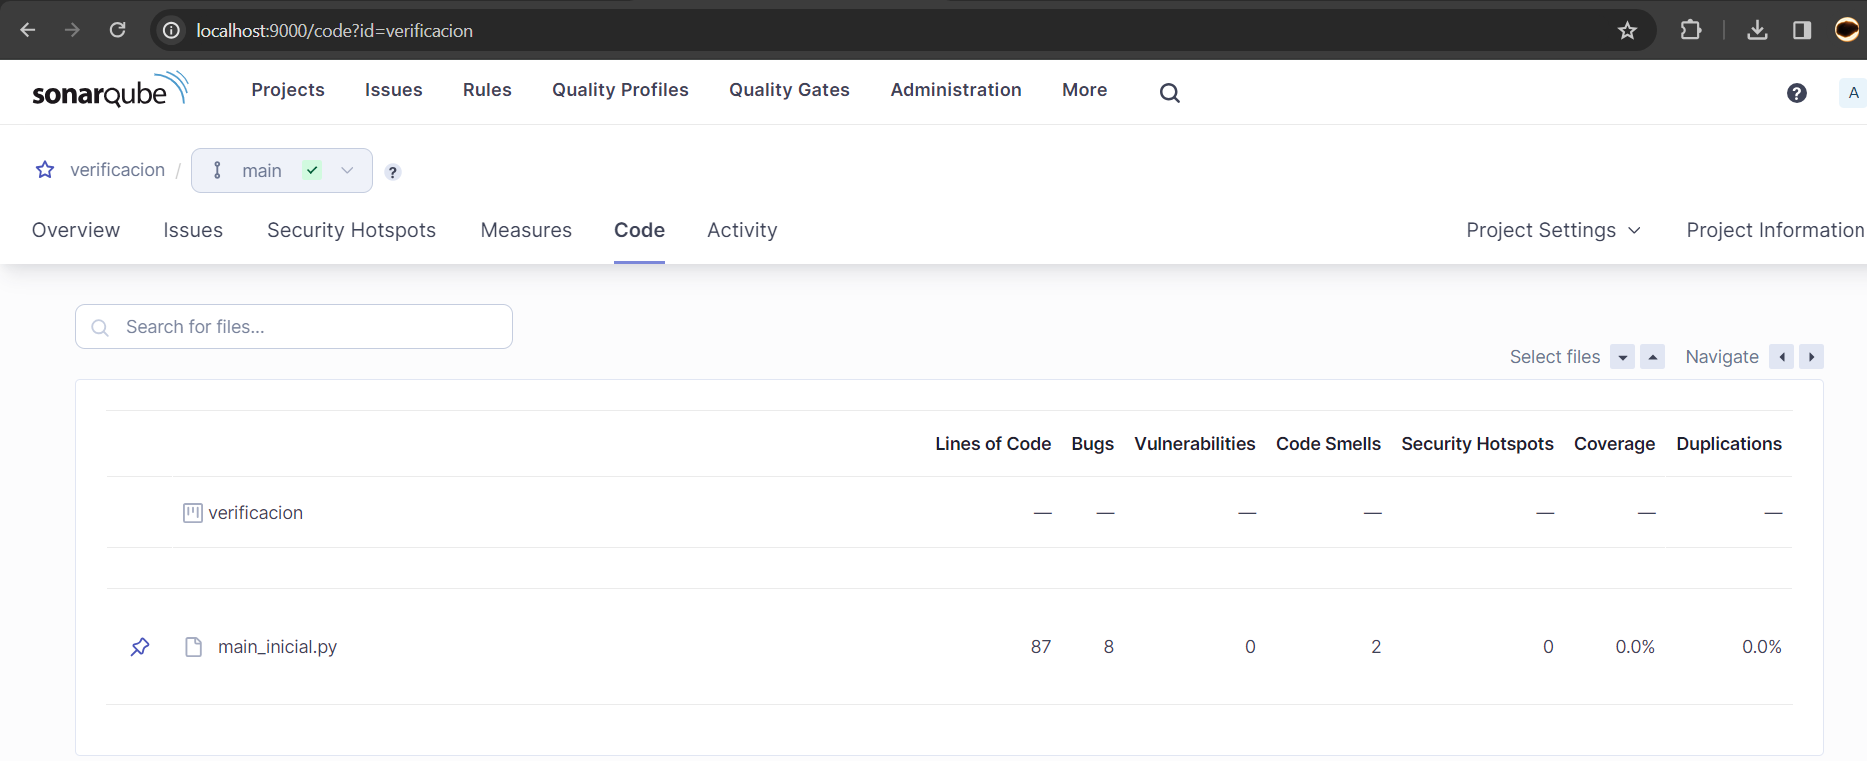 localhost:9000/code?id=verificacion
sonarqube Projects Issues Rules Quality Profiles Quality Gates Administration More ? A
verificacion / main ?
Overview Issues Security Hotspots Measures Code Activity Project Settings Project Information
Search for files...
Select files Navigate
Lines of Code Bugs Vulnerabilities Code Smells Security Hotspots Coverage Duplications
verificacion — — — — — — —
main_inicial.py 87 8 0 2 0 0.0% 0.0%